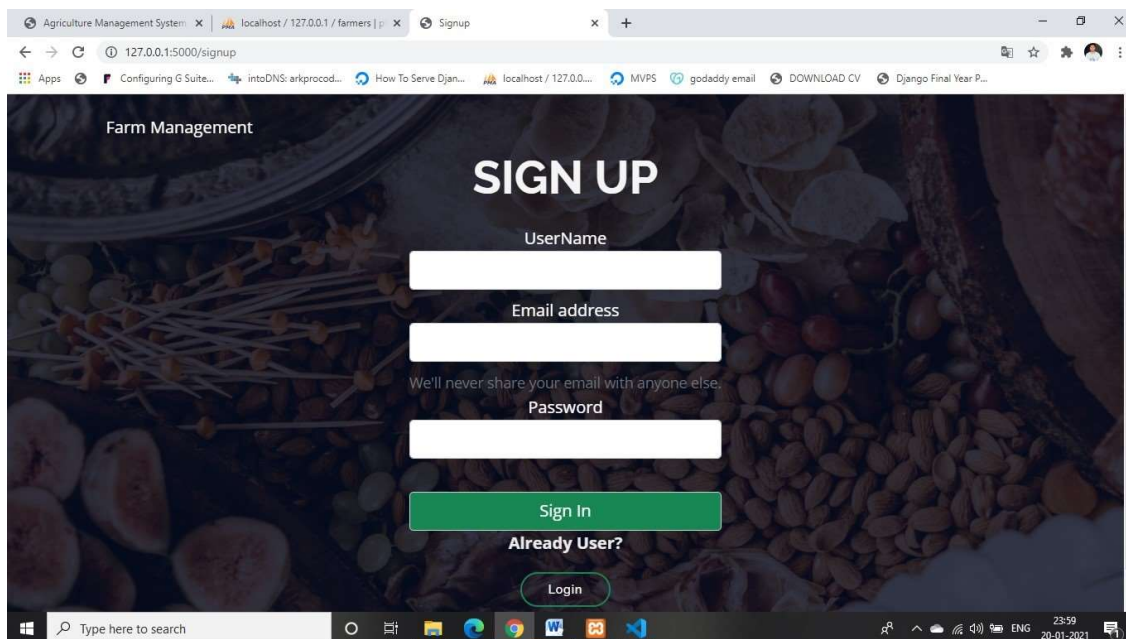 Agriculture Management System
localhost / 127.0.0.1 / farmers | p
Signup
127.0.0.1:5000/signup
Apps
Configuring G Suite...
intoDNS: arkprocod...
How To Serve Djan...
localhost / 127.0.0....
MVPS
godaddy email
DOWNLOAD CV
Django Final Year P...
Farm Management
SIGN UP
UserName
Email address
We'll never share your email with anyone else.
Password
Sign In
Already User?
Login
Type here to search
ENG
23:59
20-01-2021